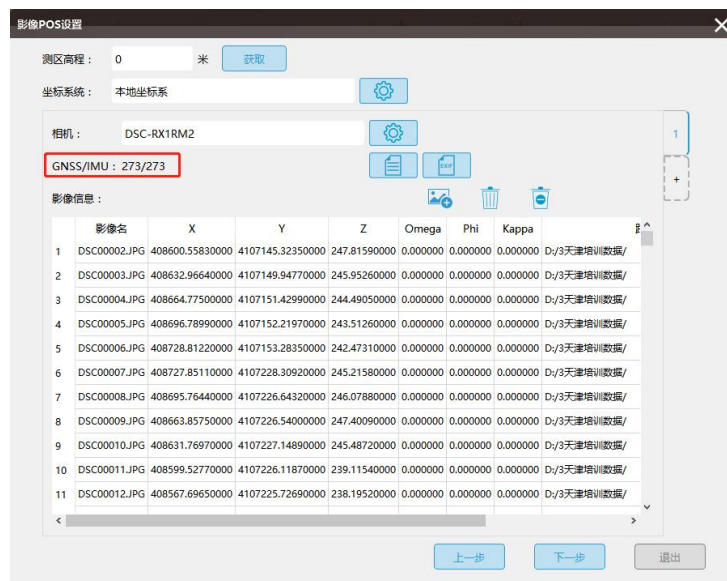 影像POS设置
测区高程： 0 米 获取
坐标系统： 本地坐标系
相机： DSC-RX1RM2
1
GNSS/IMU：273/273
EXIF
+
影像信息：
影像名 X Y Z Omega Phi Kappa
1 DSC00002.JPG 408600.55830000 4107145.32350000 247.81590000 0.000000 0.000000 0.000000 D:/3天津培训数据/
2 DSC00003.JPG 408632.96640000 4107149.94770000 245.95260000 0.000000 0.000000 0.000000 D:/3天津培训数据/
3 DSC00004.JPG 408664.77500000 4107151.42990000 244.49050000 0.000000 0.000000 0.000000 D:/3天津培训数据/
4 DSC00005.JPG 408696.78990000 4107152.21970000 243.51260000 0.000000 0.000000 0.000000 D:/3天津培训数据/
5 DSC00006.JPG 408728.81220000 4107153.28350000 242.47310000 0.000000 0.000000 0.000000 D:/3天津培训数据/
6 DSC00007.JPG 408727.85110000 4107228.30920000 245.21580000 0.000000 0.000000 0.000000 D:/3天津培训数据/
7 DSC00008.JPG 408695.76440000 4107226.64320000 246.07880000 0.000000 0.000000 0.000000 D:/3天津培训数据/
8 DSC00009.JPG 408663.85750000 4107226.54000000 247.40090000 0.000000 0.000000 0.000000 D:/3天津培训数据/
9 DSC00010.JPG 408631.76970000 4107227.14890000 245.48720000 0.000000 0.000000 0.000000 D:/3天津培训数据/
10 DSC00011.JPG 408599.52770000 4107226.11870000 239.11540000 0.000000 0.000000 0.000000 D:/3天津培训数据/
11 DSC00012.JPG 408567.69650000 4107225.72690000 238.19520000 0.000000 0.000000 0.000000 D:/3天津培训数据/
上一步 下一步 退出